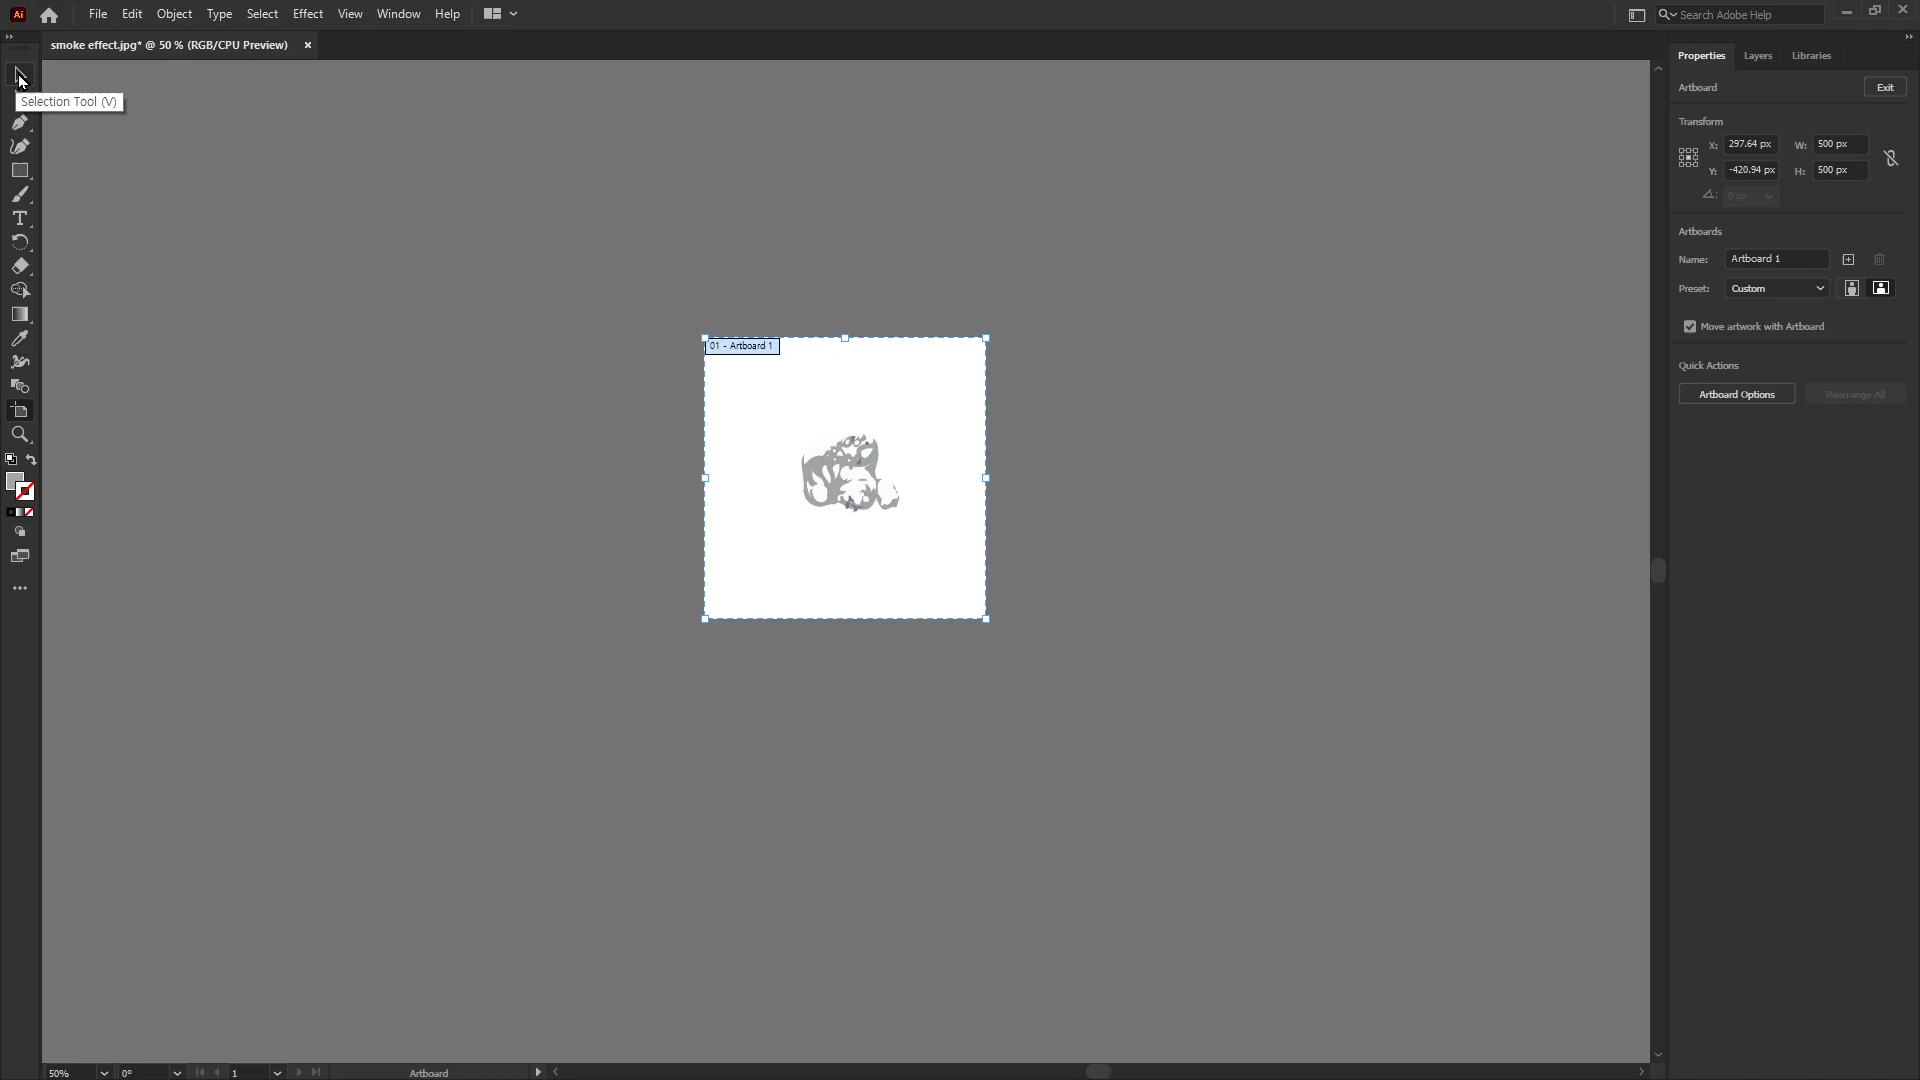 Ai File Edit Object Type Select Effect View Window Help Search Adobe Help
smoke effect.jpg* @ 50 % (RGB/CPU Preview) ×
Selection Tool (V)
01 - Artboard 1
Properties Layers Libraries
Artboard Exit
Transform
X: 297.64 px W: 500 px
Y: -420.94 px H: 500 px
0 px
Artboards
Name: Artboard 1
Preset: Custom
Move artwork with Artboard
Quick Actions
Artboard Options Rearrange All
50% 0° 1 Artboard